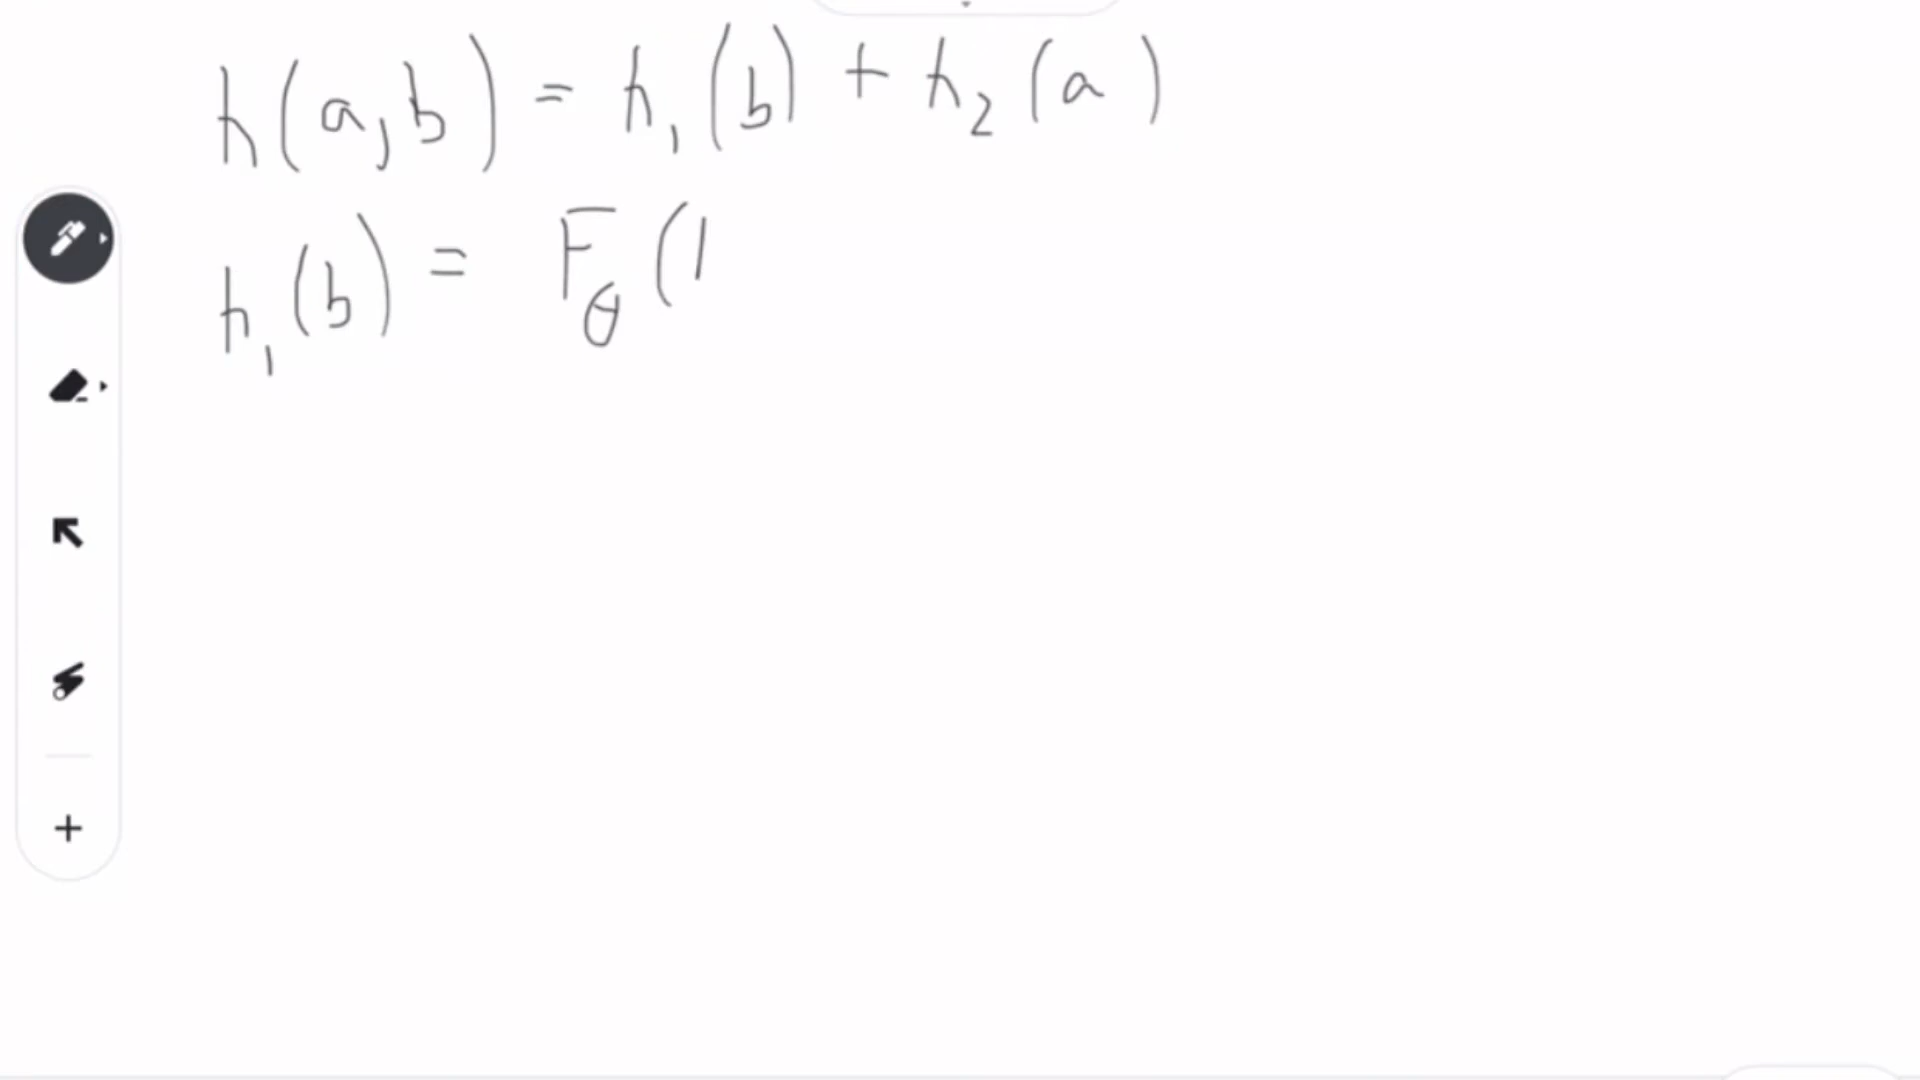 h(a,b) = h₁(b) + h₂(a)
h₁(b) = F_θ(1